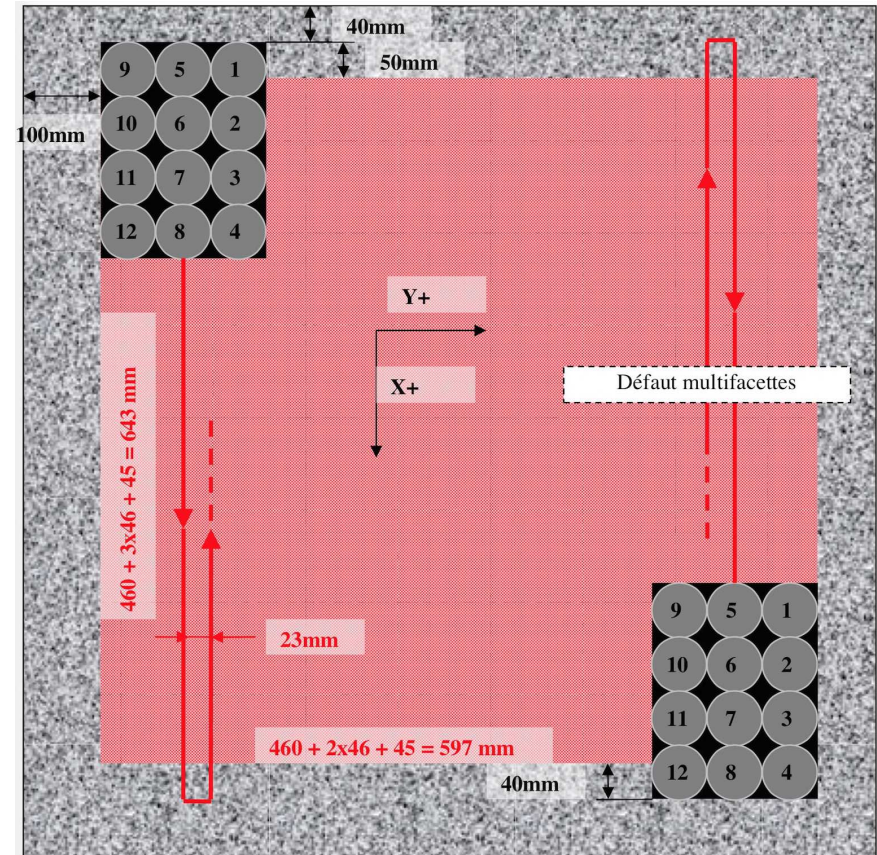 40mm
50mm
100mm
9 5 1
10 6 2
11 7 3
12 8 4
Y+
X+
Défaut multifacettes
460 + 3x46 + 45 = 643 mm
23mm
460 + 2x46 + 45 = 597 mm
40mm
9 5 1
10 6 2
11 7 3
12 8 4